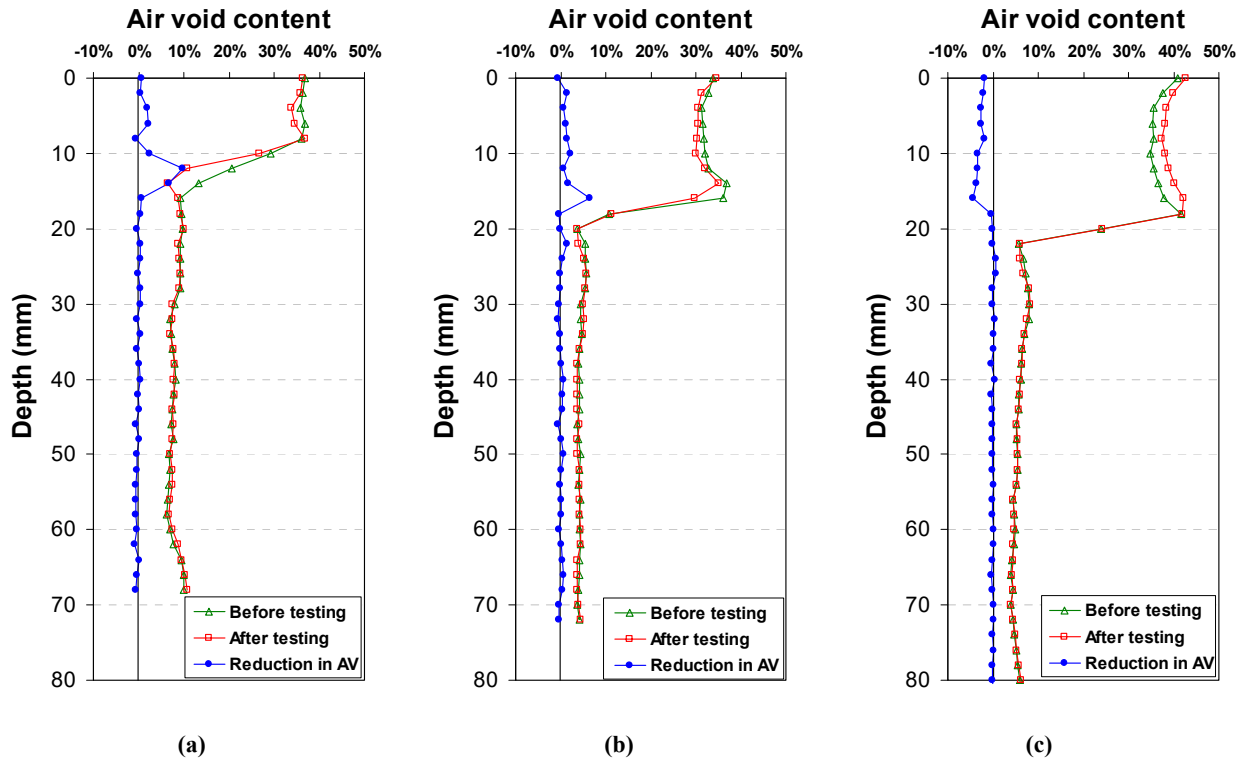 Air void content
-10% 0% 10% 20% 30% 40% 50%
0
10
20
30
40
50
60
70
80
Depth (mm)
Before testing
After testing
Reduction in AV
(a)
Air void content
-10% 0% 10% 20% 30% 40% 50%
0
10
20
30
40
50
60
70
80
Depth (mm)
Before testing
After testing
Reduction in AV
(b)
Air void content
-10% 0% 10% 20% 30% 40% 50%
0
10
20
30
40
50
60
70
80
Depth (mm)
Before testing
After testing
Reduction in AV
(c)